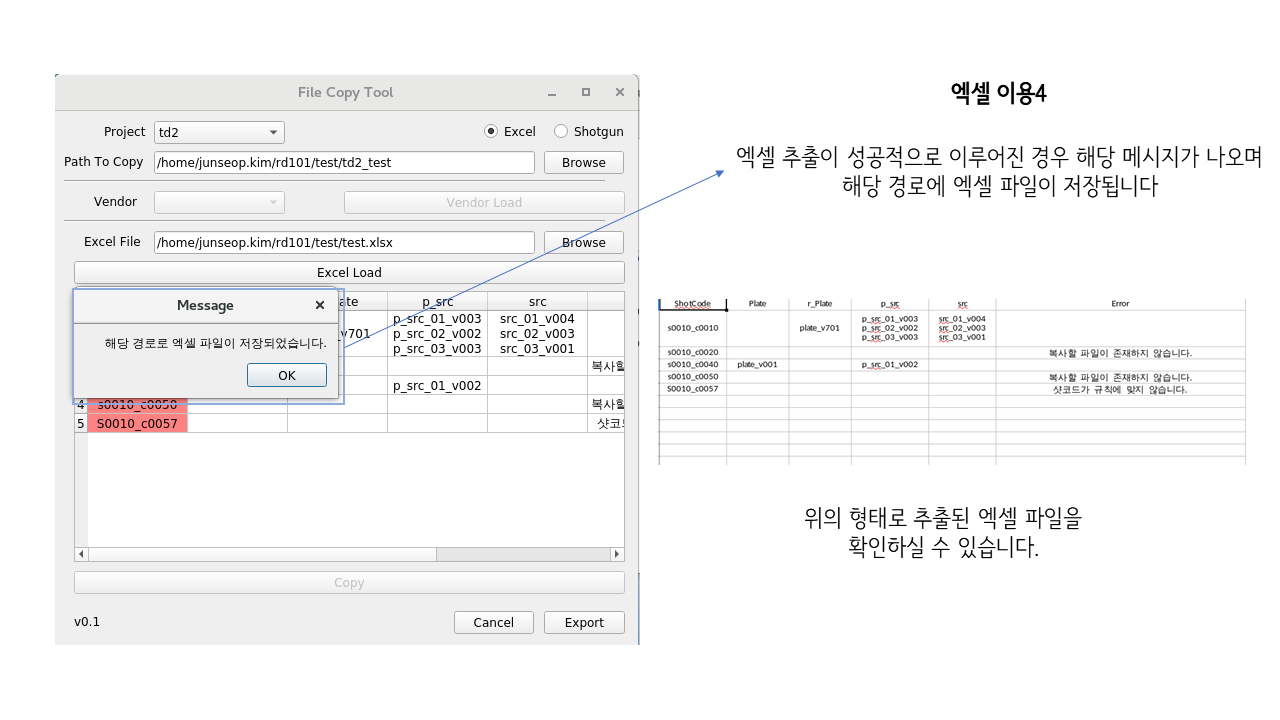 File Copy Tool
Project td2 Excel Shotgun
Path To Copy /home/junseop.kim/rd101/test/td2_test Browse
Vendor Vendor Load
Excel File /home/junseop.kim/rd101/test/test.xlsx Browse
Excel Load
ate p_src src
v701 p_src_01_v003 src_01_v004
p_src_02_v002 src_02_v003
p_src_03_v003 src_03_v001
복사할
p_src_01_v002
4 s0010_c0050 복사할
5 S0010_c0057 샷코드
Message
해당 경로로 엑셀 파일이 저장되었습니다.
OK
Copy
v0.1 Cancel Export
엑셀 이용4
엑셀 추출이 성공적으로 이루어진 경우 해당 메시지가 나오며
해당 경로에 엑셀 파일이 저장됩니다
ShotCode Plate r_Plate p_src src Error
s0010_c0010 plate_v701 p_src_01_v003 src_01_v004
p_src_02_v002 src_02_v003
p_src_03_v003 src_03_v001
s0010_c0020 복사할 파일이 존재하지 않습니다.
s0010_c0040 plate_v001 p_src_01_v002
s0010_c0050 복사할 파일이 존재하지 않습니다.
S0010_c0057 샷코드가 규칙에 맞지 않습니다.
위의 형태로 추출된 엑셀 파일을
확인하실 수 있습니다.